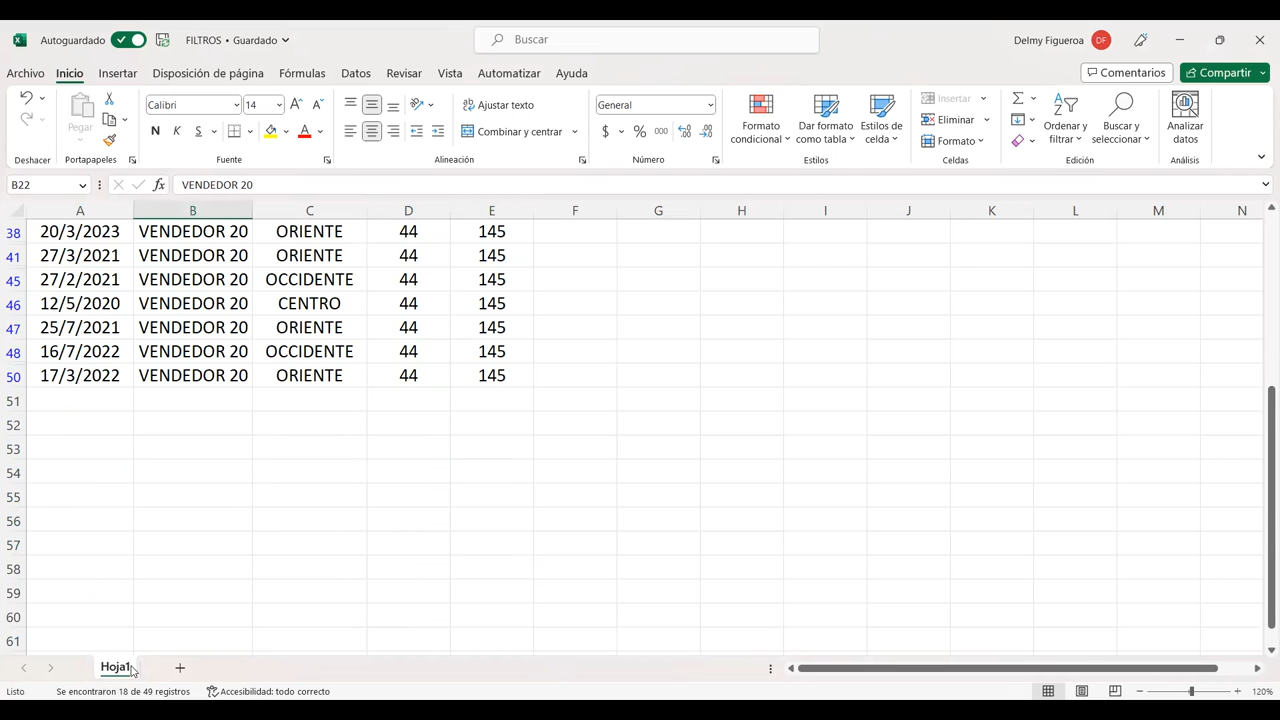 Autoguardado FILTROS • Guardado Buscar Delmy Figueroa DF
Archivo Inicio Insertar Disposición de página Fórmulas Datos Revisar Vista Automatizar Ayuda Comentarios Compartir
Pegar Calibri 14 Ajustar texto General Formato condicional Dar formato como tabla Estilos de celda Insertar Ordenar y filtrar Buscar y seleccionar Analizar datos
N K S Combinar y centrar $ % 000 Eliminar
Formato
Deshacer Portapapeles Fuente Alineación Número Estilos Celdas Edición Análisis
B22 fx VENDEDOR 20
A B C D E F G H I J K L M N
38 20/3/2023 VENDEDOR 20 ORIENTE 44 145
41 27/3/2021 VENDEDOR 20 ORIENTE 44 145
45 27/2/2021 VENDEDOR 20 OCCIDENTE 44 145
46 12/5/2020 VENDEDOR 20 CENTRO 44 145
47 25/7/2021 VENDEDOR 20 ORIENTE 44 145
48 16/7/2022 VENDEDOR 20 OCCIDENTE 44 145
50 17/3/2022 VENDEDOR 20 ORIENTE 44 145
51
52
53
54
55
56
57
58
59
60
61
Hoja1
Listo Se encontraron 18 de 49 registros Accesibilidad: todo correcto 120%